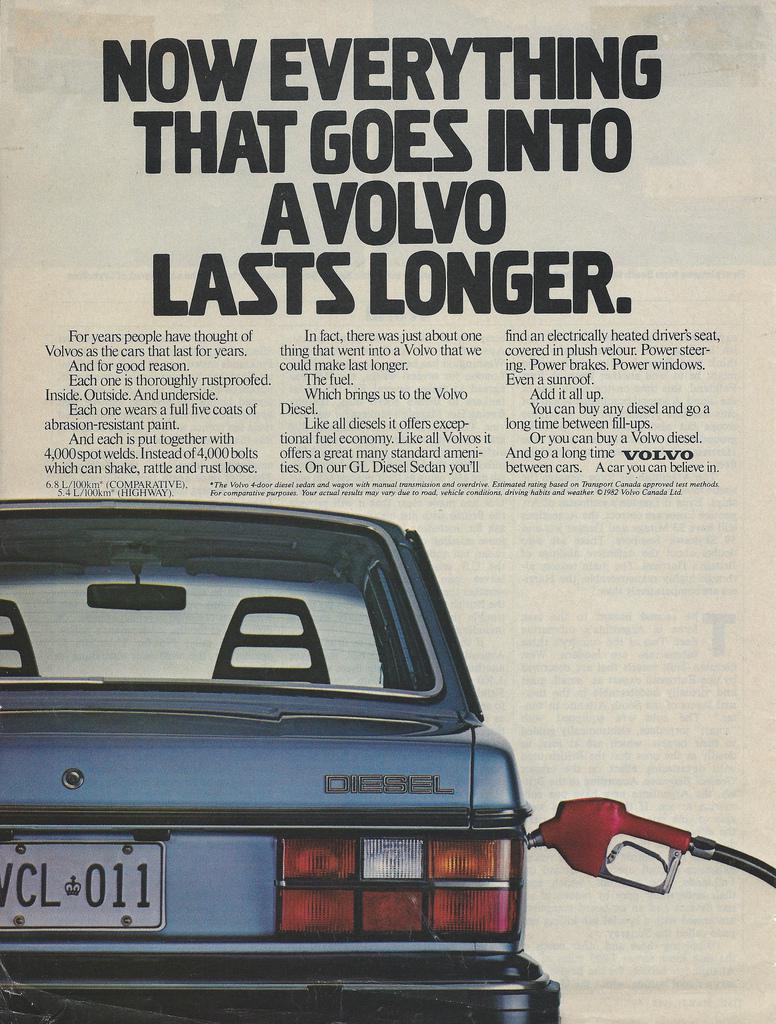 NOW EVERYTHING
THAT GOES INTO
A VOLVO
LASTS LONGER.
For years people have thought of
Volvos as the cars that last for years.
And for good reason.
Each one is thoroughly rustproofed.
Inside. Outside. And underside.
Each one wears a full five coats of
abrasion-resistant paint.
And each is put together with
4,000 spot welds. Instead of 4,000 bolts
which can shake, rattle and rust loose.
In fact, there was just about one
thing that went into a Volvo that we
could make last longer.
The fuel.
Which brings us to the Volvo
Diesel.
Like all diesels it offers excep-
tional fuel economy. Like all Volvos it
offers a great many standard ameni-
ties. On our GL Diesel Sedan you'll
find an electrically heated driver's seat,
covered in plush velour. Power steer-
ing. Power brakes. Power windows.
Even a sunroof.
Add it all up.
You can buy any diesel and go a
long time between fill-ups.
Or you can buy a Volvo diesel.
And go a long time VOLVO
between cars. A car you can believe in.
6.8 L/100km* (COMPARATIVE),
5.4 L/100km* (HIGHWAY).
*The Volvo 4-door diesel sedan and wagon with manual transmission and overdrive. Estimated rating based on Transport Canada approved test methods.
For comparative purposes. Your actual results may vary due to road, vehicle conditions, driving habits and weather. ©1982 Volvo Canada Ltd.
DIESEL
VCL 011